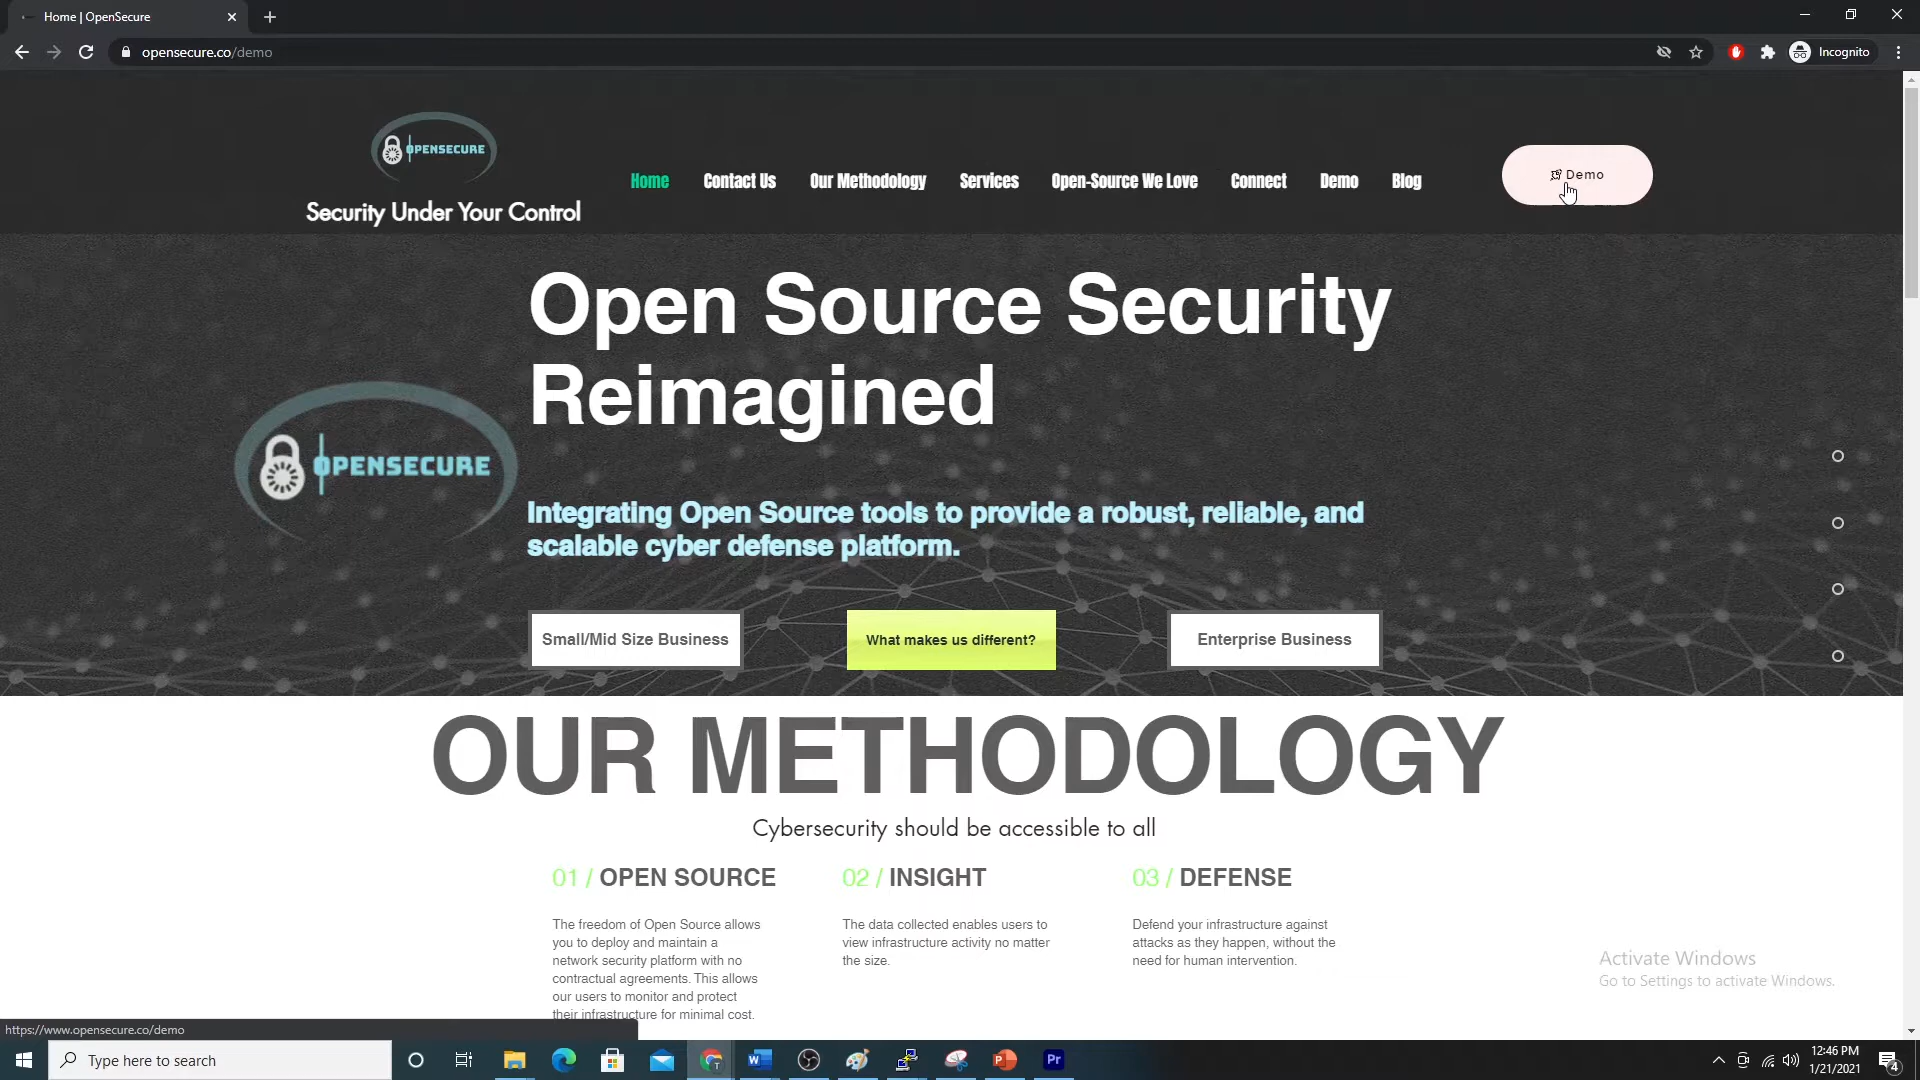 Home | OpenSecure
opensecure.co/demo
Incognito
OPENSECURE
Security Under Your Control
Home
Contact Us
Our Methodology
Services
Open-Source We Love
Connect
Demo
Blog
Demo
Open Source Security
Reimagined
OPENSECURE
Integrating Open Source tools to provide a robust, reliable, and
scalable cyber defense platform.
Small/Mid Size Business
What makes us different?
Enterprise Business
OUR METHODOLOGY
Cybersecurity should be accessible to all
01 / OPEN SOURCE
The freedom of Open Source allows
you to deploy and maintain a
network security platform with no
contractual agreements. This allows
our users to monitor and protect
their infrastructure for minimal cost.
02 / INSIGHT
The data collected enables users to
view infrastructure activity no matter
the size.
03 / DEFENSE
Defend your infrastructure against
attacks as they happen, without the
need for human intervention.
Activate Windows
Go to Settings to activate Windows.
https://www.opensecure.co/demo
Type here to search
12:46 PM
1/21/2021
4